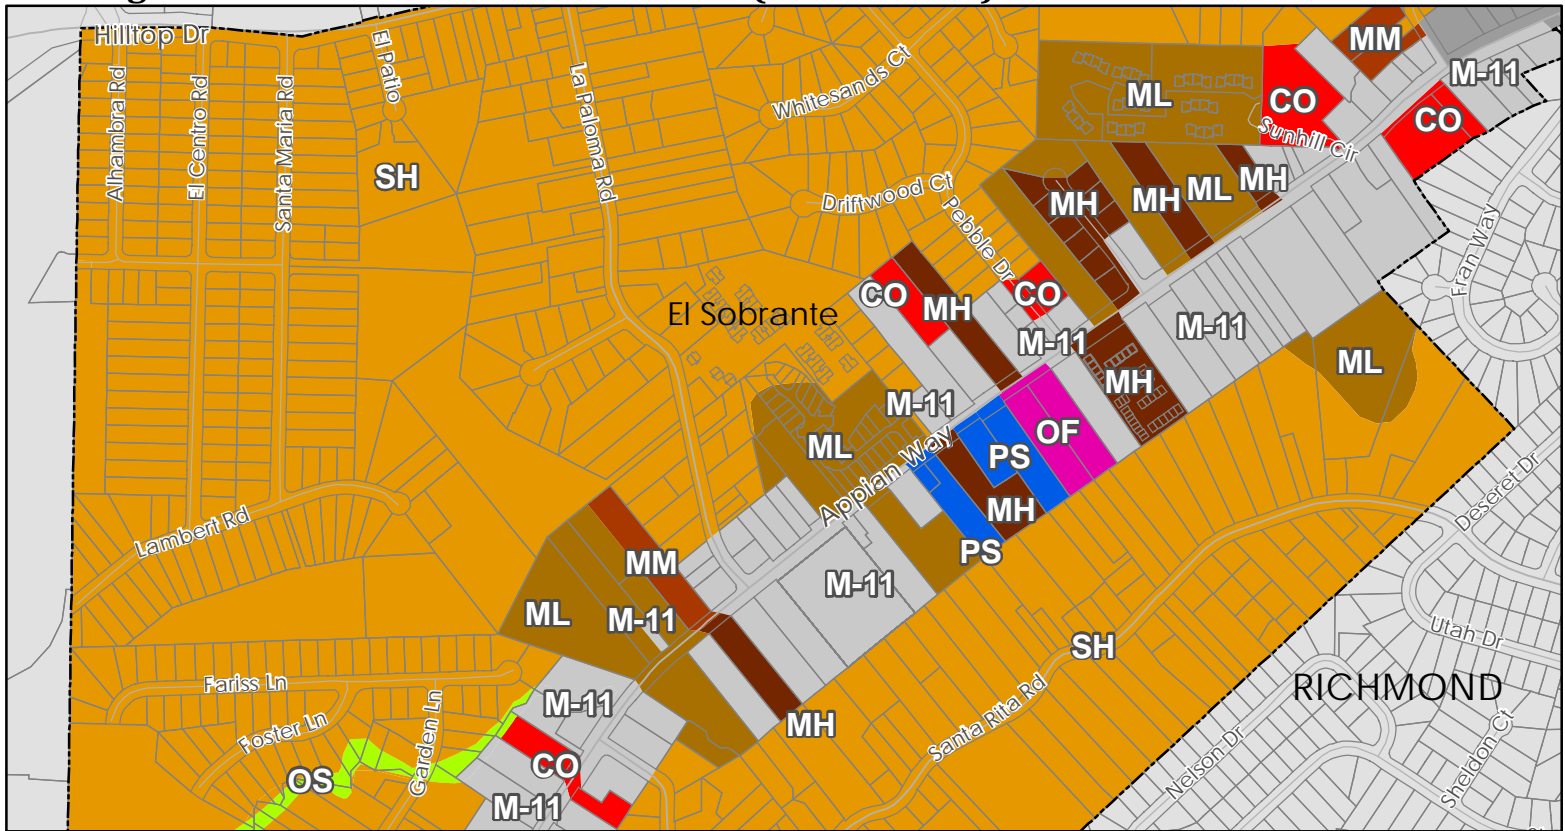 Hilltop Dr
El Patio
MM
M-11
Alhambra Rd
El Centro Rd
Santa Maria Rd
La Paloma Rd
Whitesands Ct
ML
CO
CO
Sunhill Cir
SH
Driftwood Ct
Pebble Dr
MH
MH
ML
MH
Fran Way
El Sobrante
CO
MH
CO
M-11
M-11
MH
ML
M-11
OF
ML
Appian Way
PS
MH
PS
Deseret Dr
Lambert Rd
MM
M-11
ML
M-11
Utah Dr
SH
Fariss Ln
Santa Rita Rd
RICHMOND
Foster Ln
Garden Ln
M-11
MH
Nelson Dr
Sheldon Ct
OS
CO
M-11